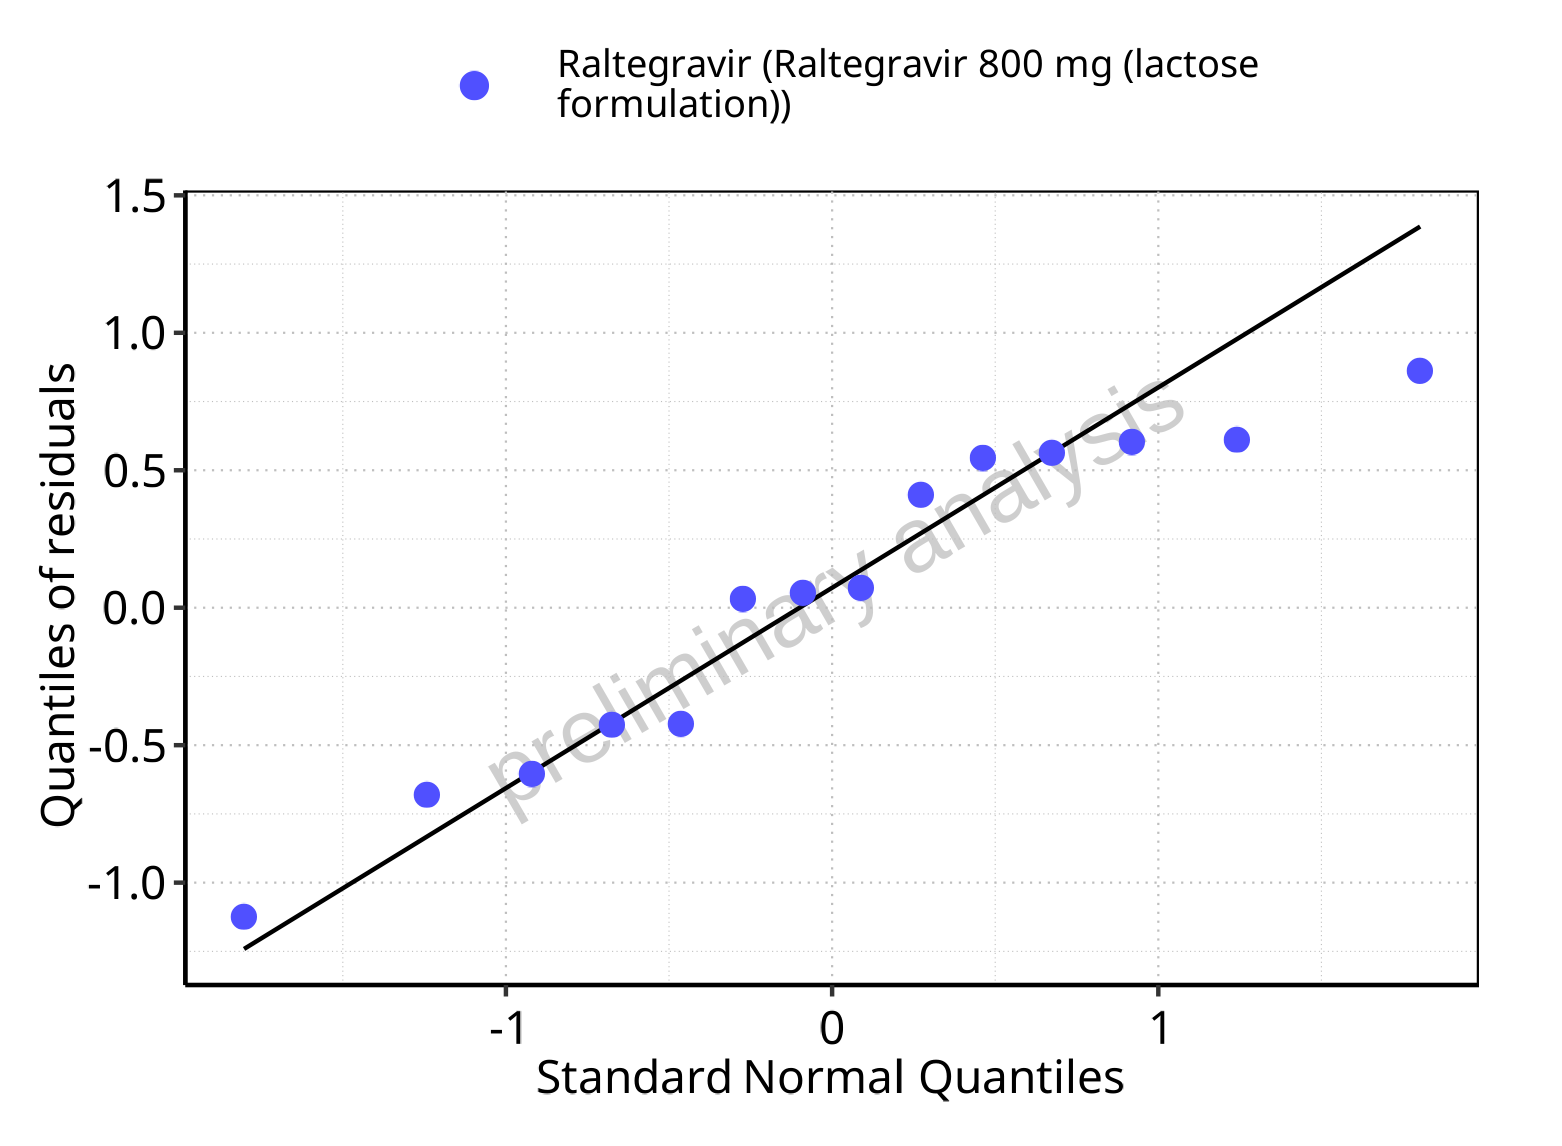 Raltegravir (Raltegravir 800 mg (lactose
formulation))
1.5
1.0
0.5
0.0
-0.5
-1.0
Quantiles of residuals
preliminary analysis
-1 0 1
Standard Normal Quantiles